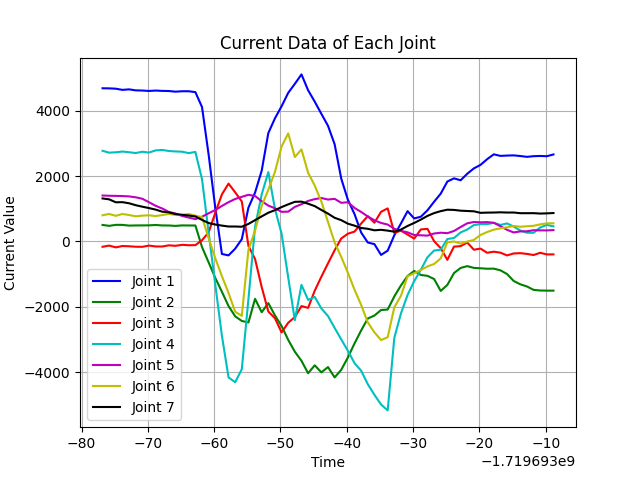 Current Data of Each Joint
Current Value
4000
2000
0
−2000
−4000
Joint 1
Joint 2
Joint 3
Joint 4
Joint 5
Joint 6
Joint 7
−80 −70 −60 −50 −40 −30 −20 −10
Time
−1.719693e9